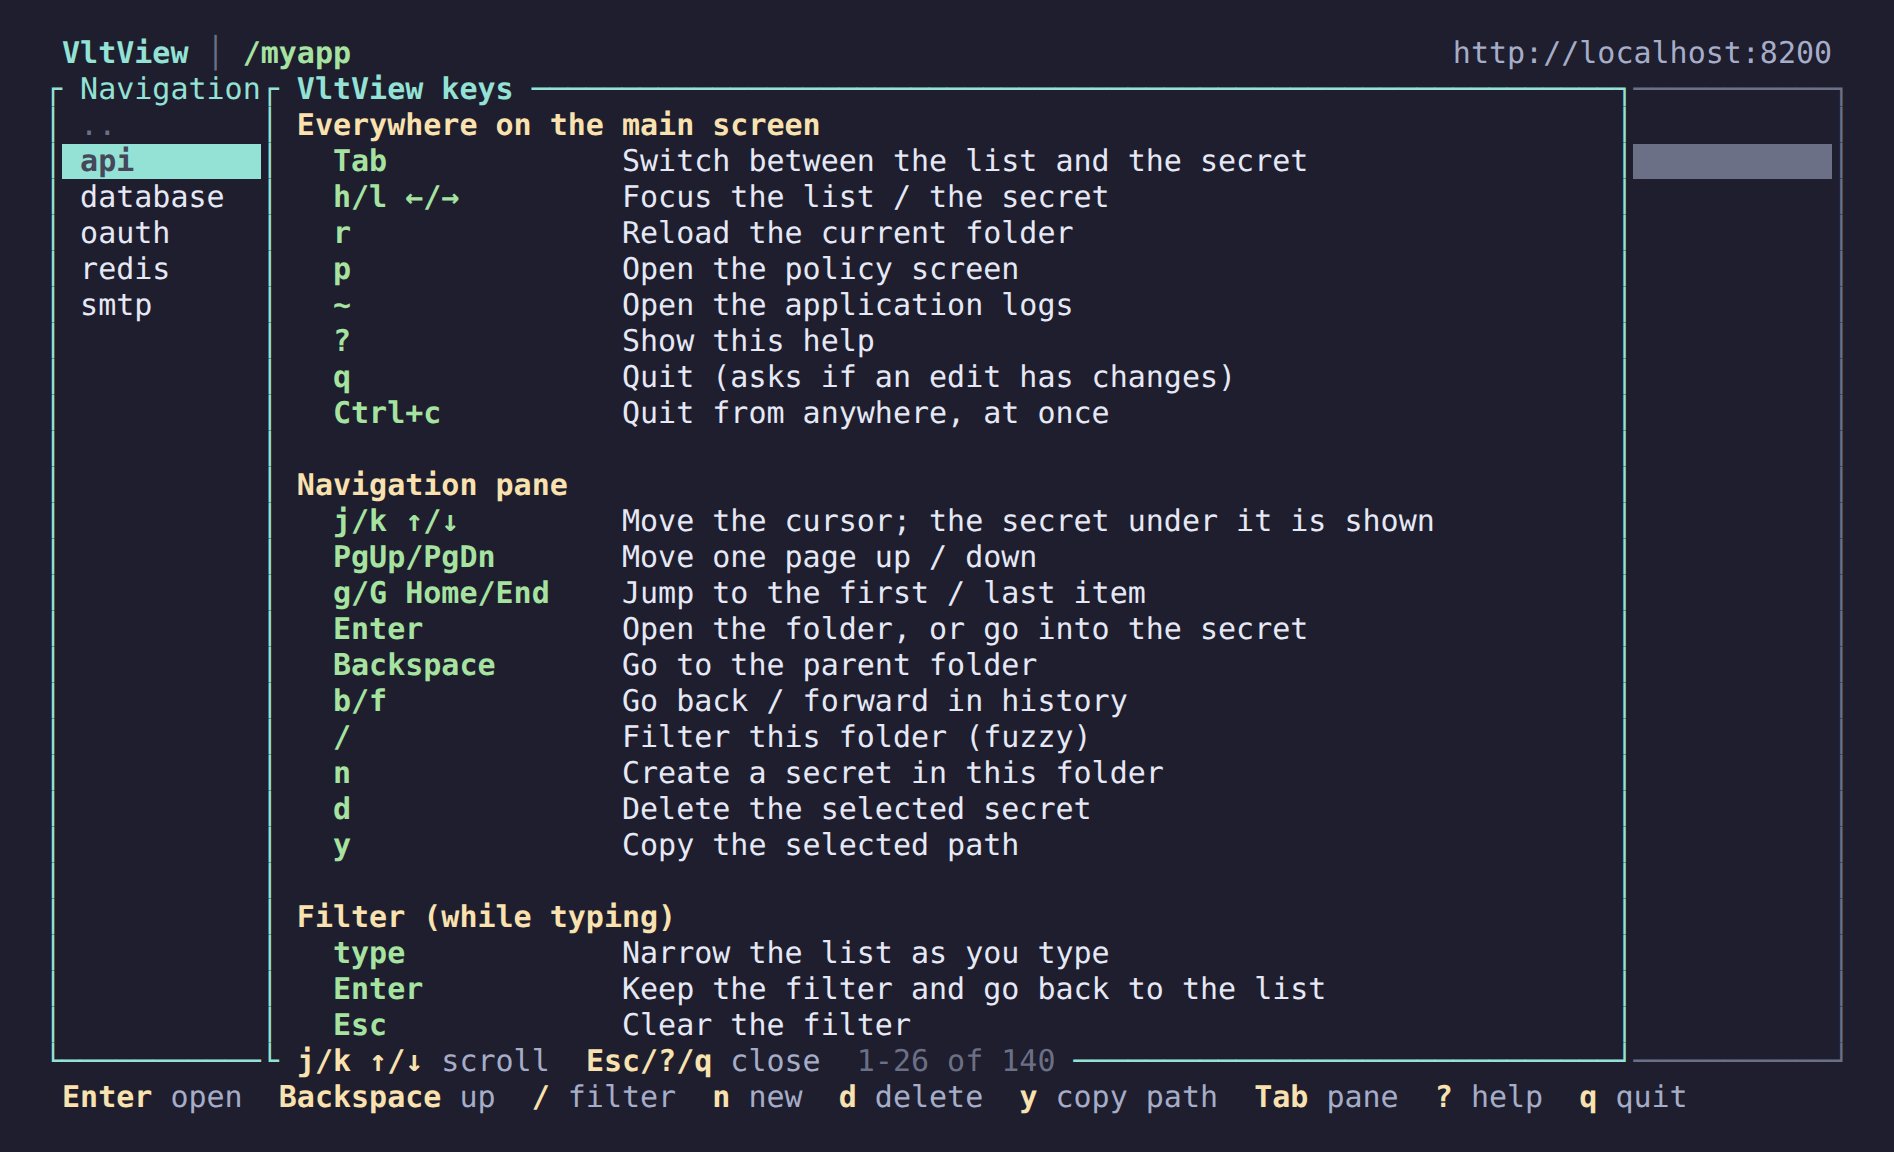 VltView │ /myapp http://localhost:8200
Navigation VltView keys
.. Everywhere on the main screen
api Tab Switch between the list and the secret
database h/l ←/→ Focus the list / the secret
oauth r Reload the current folder
redis p Open the policy screen
smtp ~ Open the application logs
? Show this help
q Quit (asks if an edit has changes)
Ctrl+c Quit from anywhere, at once
Navigation pane
j/k ↑/↓ Move the cursor; the secret under it is shown
PgUp/PgDn Move one page up / down
g/G Home/End Jump to the first / last item
Enter Open the folder, or go into the secret
Backspace Go to the parent folder
b/f Go back / forward in history
/ Filter this folder (fuzzy)
n Create a secret in this folder
d Delete the selected secret
y Copy the selected path
Filter (while typing)
type Narrow the list as you type
Enter Keep the filter and go back to the list
Esc Clear the filter
j/k ↑/↓ scroll Esc/?/q close 1-26 of 140
Enter open Backspace up / filter n new d delete y copy path Tab pane ? help q quit